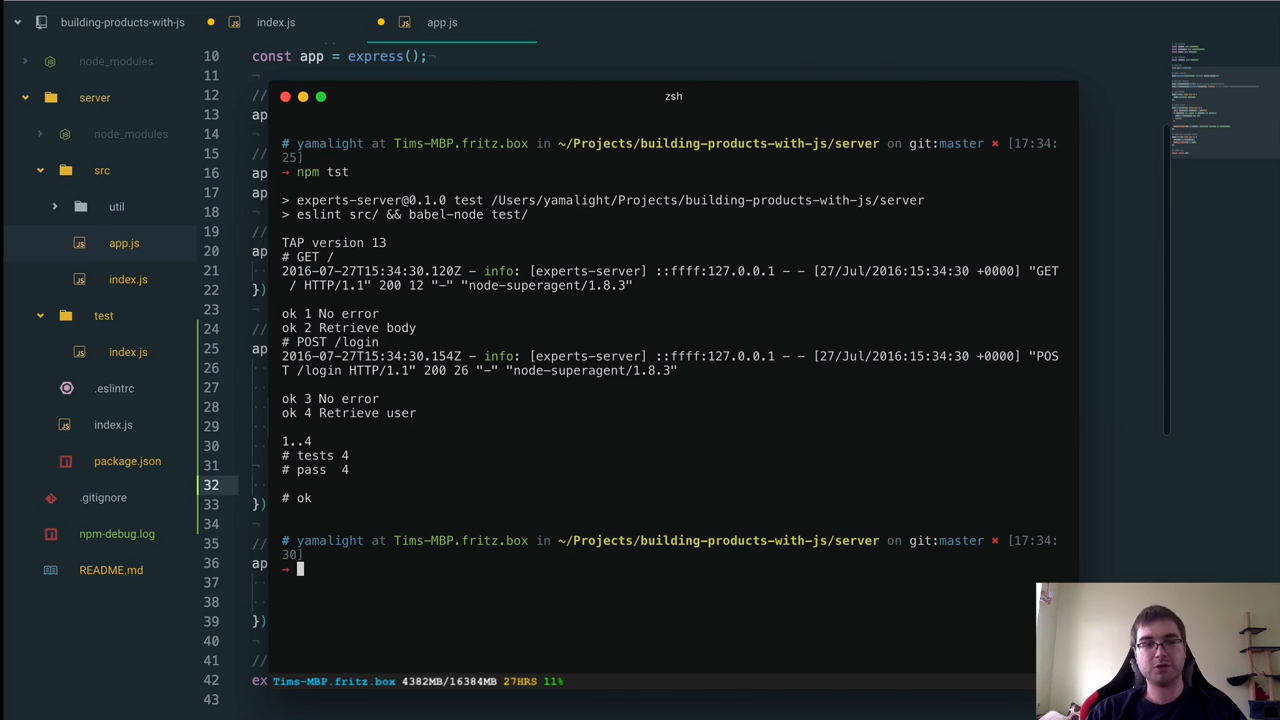 building-products-with-js
index.js
app.js
node_modules
server
node_modules
src
util
app.js
index.js
test
index.js
.eslintrc
index.js
package.json
.gitignore
npm-debug.log
README.md
10 const app = express();
11
12 //
13 ap
14
15 //
16 ap
17 ap
18
19 //
20 ap
21
22 })
23
24 //
25 ap
26
27
28
29
30
31
32
33 })
34
35 //
36 ap
37
38
39 })
40
41 //
42 ex
43
zsh
# yamalight at Tims-MBP.fritz.box in ~/Projects/building-products-with-js/server on git:master ✖ [17:34:
25]
→ npm tst
> experts-server@0.1.0 test /Users/yamalight/Projects/building-products-with-js/server
> eslint src/ && babel-node test/
TAP version 13
# GET /
2016-07-27T15:34:30.120Z - info: [experts-server] ::ffff:127.0.0.1 - - [27/Jul/2016:15:34:30 +0000] "GET
/ HTTP/1.1" 200 12 "-" "node-superagent/1.8.3"
ok 1 No error
ok 2 Retrieve body
# POST /login
2016-07-27T15:34:30.154Z - info: [experts-server] ::ffff:127.0.0.1 - - [27/Jul/2016:15:34:30 +0000] "POS
T /login HTTP/1.1" 200 26 "-" "node-superagent/1.8.3"
ok 3 No error
ok 4 Retrieve user
1..4
# tests 4
# pass  4
# ok
# yamalight at Tims-MBP.fritz.box in ~/Projects/building-products-with-js/server on git:master ✖ [17:34:
30]
→
Tims-MBP.fritz.box 4382MB/16384MB 27HRS 11%